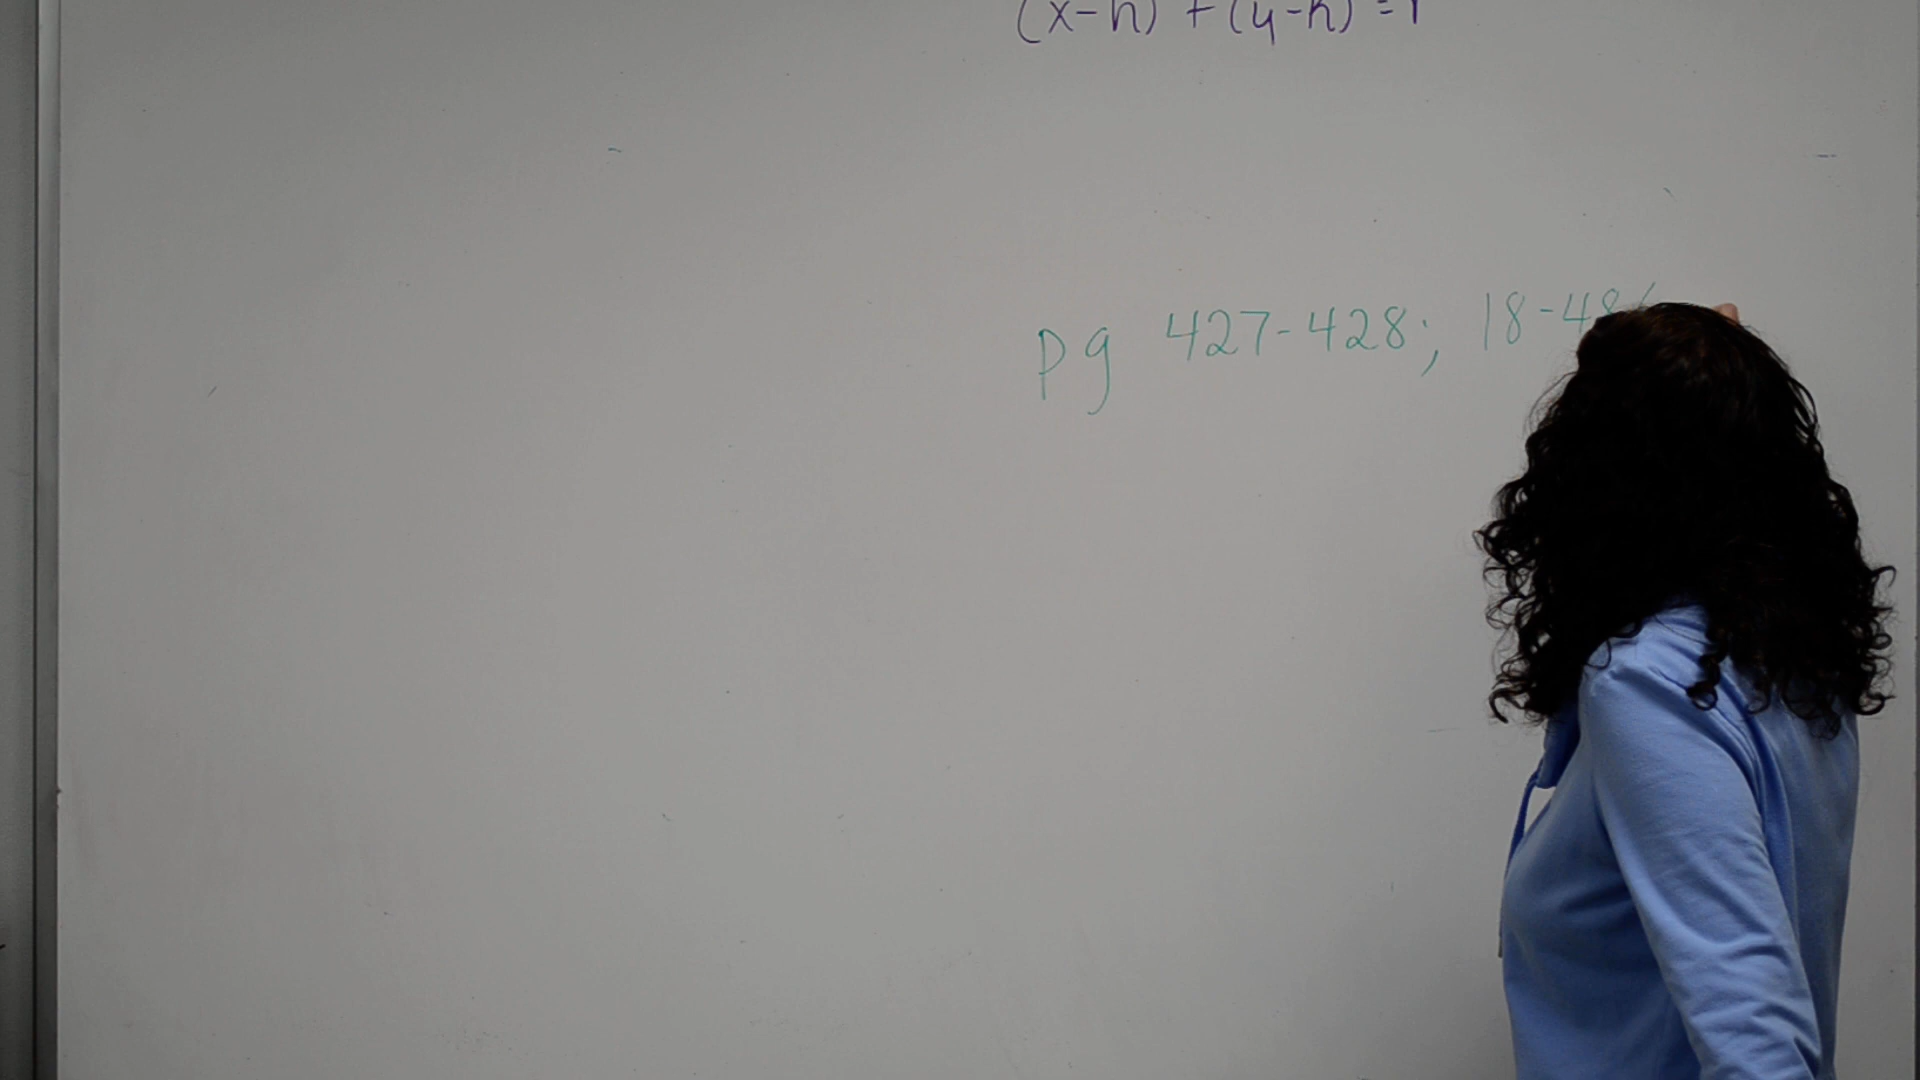 (x-h) + (y-k) = r
pg 427-428; 18-48